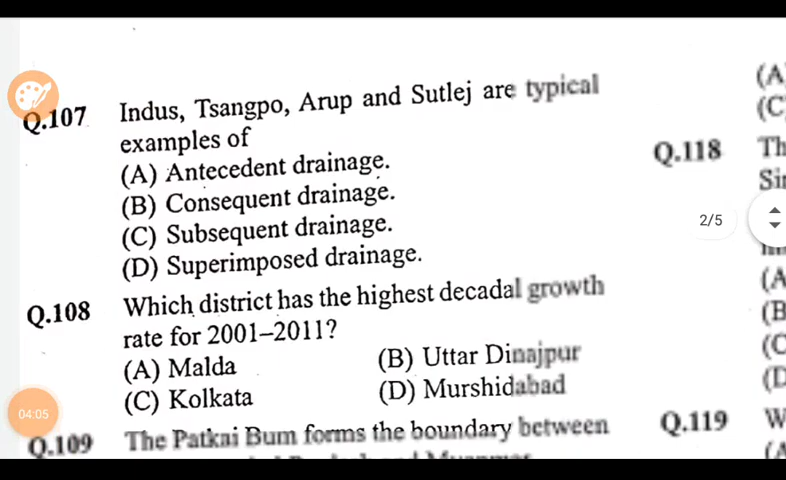 Q.107 Indus, Tsangpo, Arup and Sutlej are typical
examples of
(A) Antecedent drainage.
(B) Consequent drainage.
(C) Subsequent drainage.
(D) Superimposed drainage.
Q.108 Which district has the highest decadal growth
rate for 2001–2011?
(A) Malda (B) Uttar Dinajpur
(C) Kolkata (D) Murshidabad
Q.109 The Patkai Bum forms the boundary between
04:05
2/5
(A
(C
Q.118 Th
Sin
(A
(B
(C
(D
Q.119 W
(A